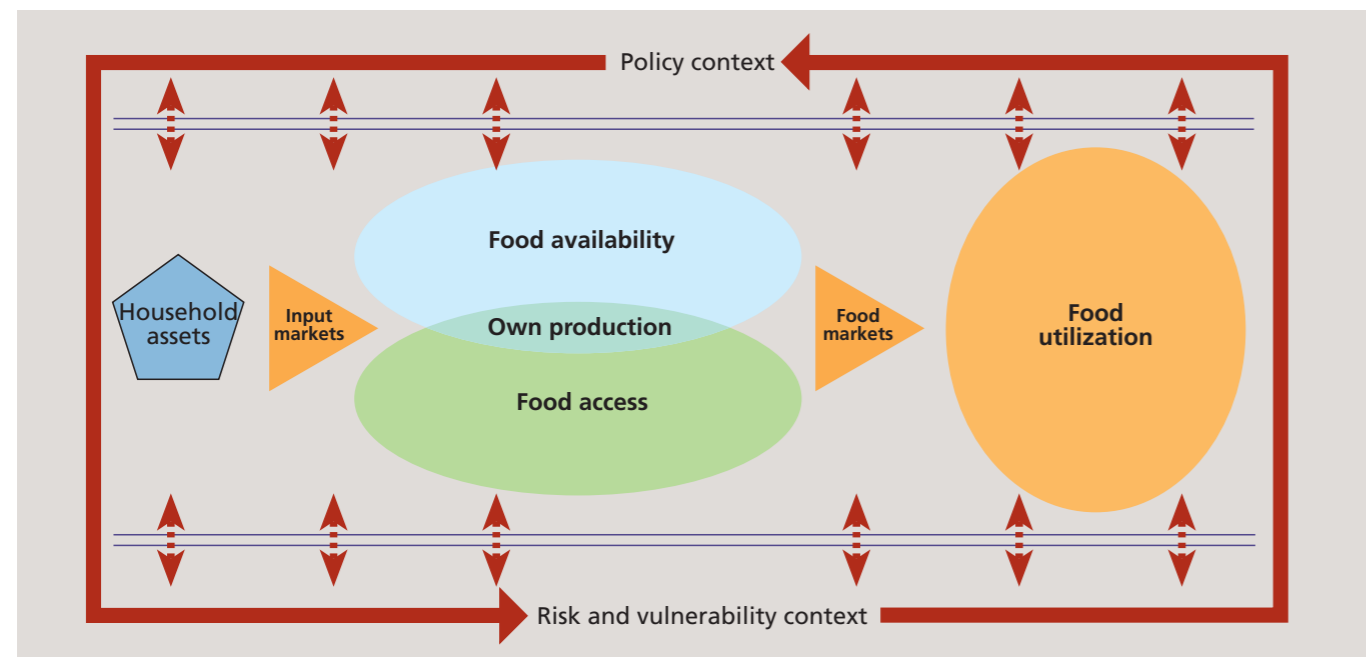 Policy context
Food availability
Household
assets
Input
markets
Own production
Food
markets
Food
utilization
Food access
Risk and vulnerability context